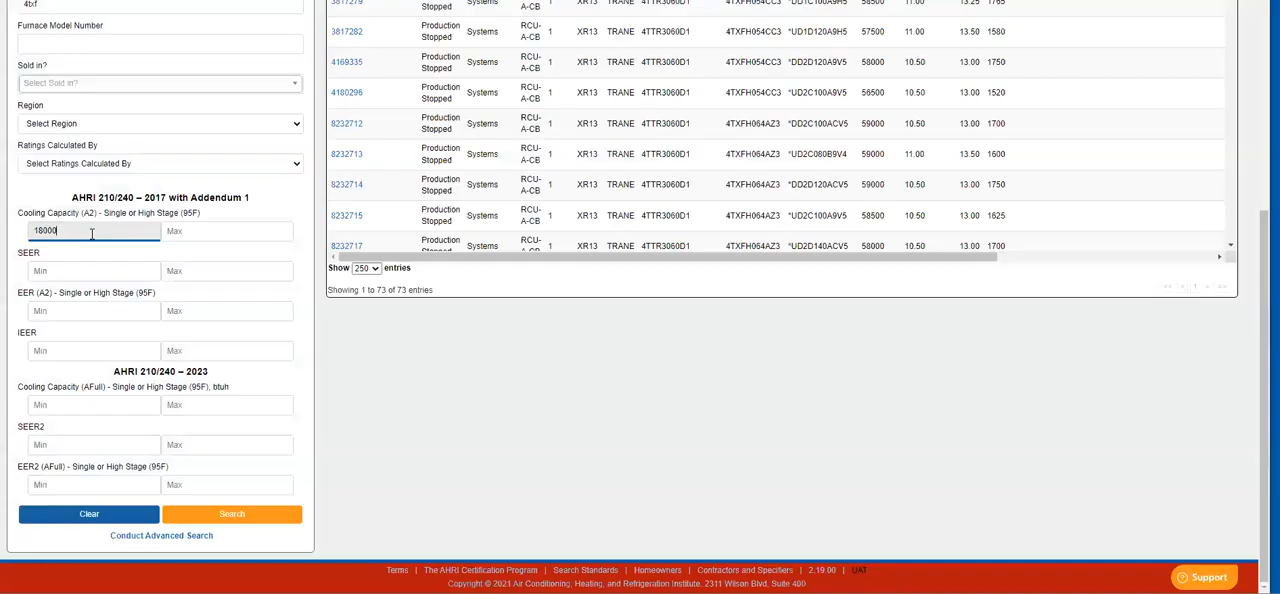 4txf
Furnace Model Number
Sold in?
Select Sold in?
Region
Select Region
Ratings Calculated By
Select Ratings Calculated By
AHRI 210/240 – 2017 with Addendum 1
Cooling Capacity (A2) - Single or High Stage (95F)
18000 Max
SEER
Min Max
EER (A2) - Single or High Stage (95F)
Min Max
IEER
Min Max
AHRI 210/240 – 2023
Cooling Capacity (AFull) - Single or High Stage (95F), btuh
Min Max
SEER2
Min Max
EER2 (AFull) - Single or High Stage (95F)
Min Max
Clear Search
Conduct Advanced Search
3817279 Stopped Systems A-CB 1 XR13 TRANE 4TTR3060D1 4TXFH054CC3 58500 11.00 13.25 1765
3817282 Production Stopped Systems RCU-A-CB 1 XR13 TRANE 4TTR3060D1 4TXFH054CC3 *UD1D120A9H5 57500 11.00 13.50 1580
4169335 Production Stopped Systems RCU-A-CB 1 XR13 TRANE 4TTR3060D1 4TXFH054CC3 *DD2D120A9V5 58000 10.50 13.00 1750
4180296 Production Stopped Systems RCU-A-CB 1 XR13 TRANE 4TTR3060D1 4TXFH054CC3 *UD2C100A9V5 56500 10.50 13.00 1520
8232712 Production Stopped Systems RCU-A-CB 1 XR13 TRANE 4TTR3060D1 4TXFH064AZ3 *DD2C100ACV5 59000 10.50 13.00 1700
8232713 Production Stopped Systems RCU-A-CB 1 XR13 TRANE 4TTR3060D1 4TXFH064AZ3 *UD2C080B9V4 59000 11.00 13.50 1600
8232714 Production Stopped Systems RCU-A-CB 1 XR13 TRANE 4TTR3060D1 4TXFH064AZ3 *DD2D120ACV5 59000 10.50 13.00 1750
8232715 Production Stopped Systems RCU-A-CB 1 XR13 TRANE 4TTR3060D1 4TXFH064AZ3 *UD2D120ACV5 58500 10.50 13.00 1625
8232717 Production Stopped Systems RCU-A-CB 1 XR13 TRANE 4TTR3060D1 4TXFH064AZ3 *UD2D140ACV5 58000 10.50 13.00 1700
Show 250 entries
Showing 1 to 73 of 73 entries
<< < 1 > >>
Terms | The AHRI Certification Program | Search Standards | Homeowners | Contractors and Specifiers | 2.19.00 | UAT
Copyright © 2021 Air Conditioning, Heating, and Refrigeration Institute. 2311 Wilson Blvd, Suite 400
Support